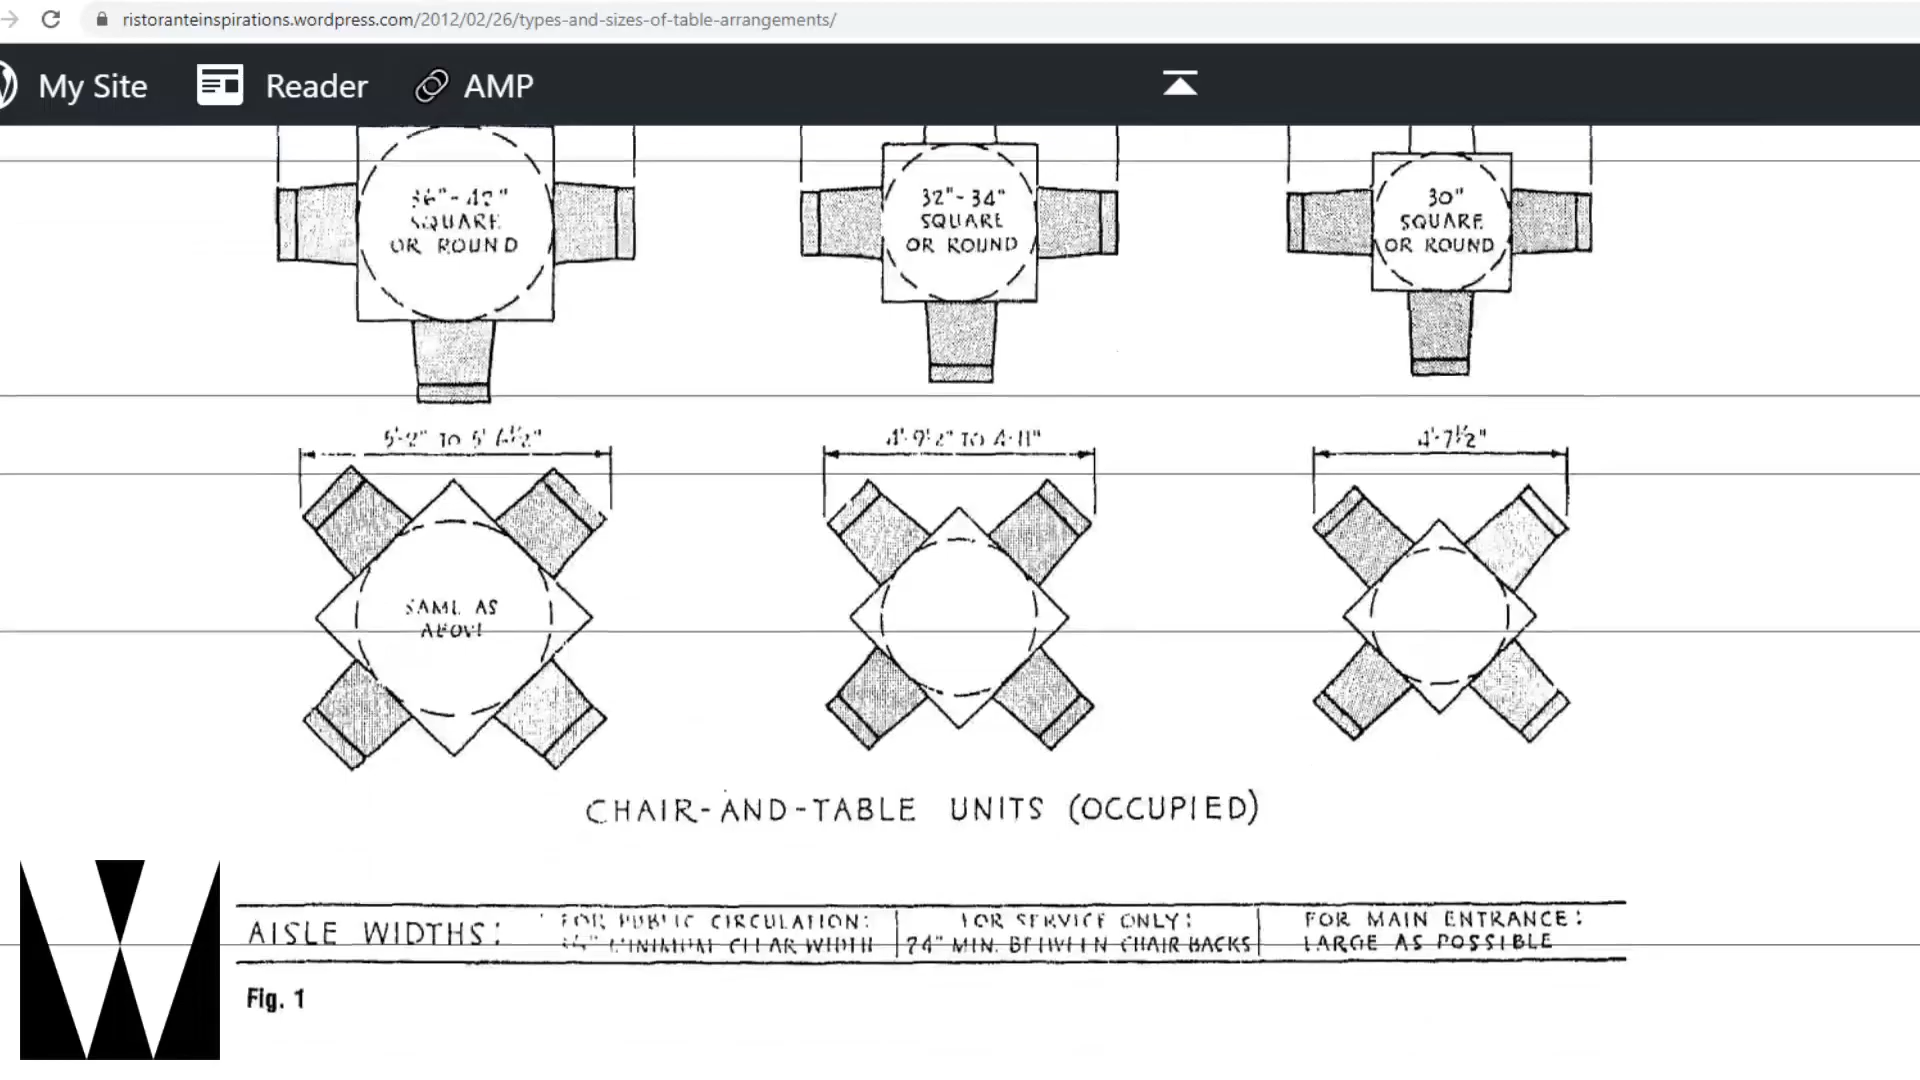 ristoranteinspirations.wordpress.com/2012/02/26/types-and-sizes-of-table-arrangements/
My Site
Reader
AMP
SQUARE
OR ROUND
32"-34"
SQUARE
OR ROUND
30"
SQUARE
OR ROUND
4'-7½"
SAME AS
ABOVE
CHAIR-AND-TABLE UNITS (OCCUPIED)
AISLE WIDTHS:
FOR PUBLIC CIRCULATION:
MINIMUM CLEAR WIDTH
FOR SERVICE ONLY:
MIN. BETWEEN CHAIR BACKS
FOR MAIN ENTRANCE:
LARGE AS POSSIBLE
Fig. 1